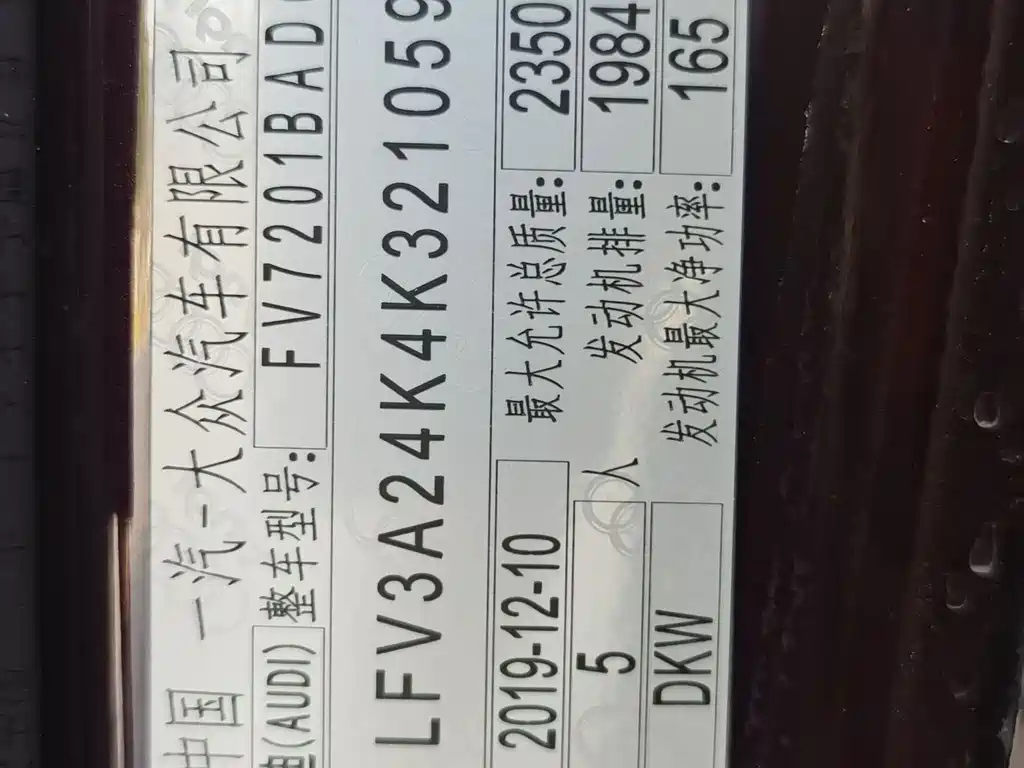 中国 一汽-大众汽车有限公司
迪(AUDI) 整车型号: FV7201BAD
LFV3A24K4K321059
2019-12-10 最大允许总质量: 2350
5 人 发动机排量: 1984
DKW 发动机最大净功率: 165